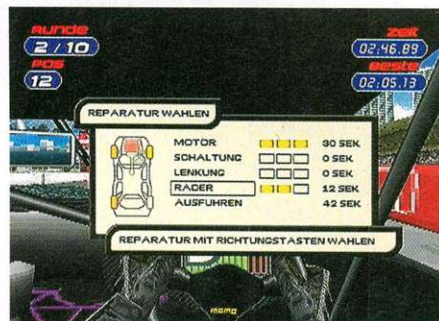 RUNDE
2 / 10
POS
12
ZEIT
02:46.89
BESTE
02:05.13
REPARATUR WAHLEN
MOTOR 30 SEK
SCHALTUNG 0 SEK
LENKUNG 0 SEK
RADER 12 SEK
AUSFUHREN 42 SEK
REPARATUR MIT RICHTUNGSTASTEN WAHLEN
momo